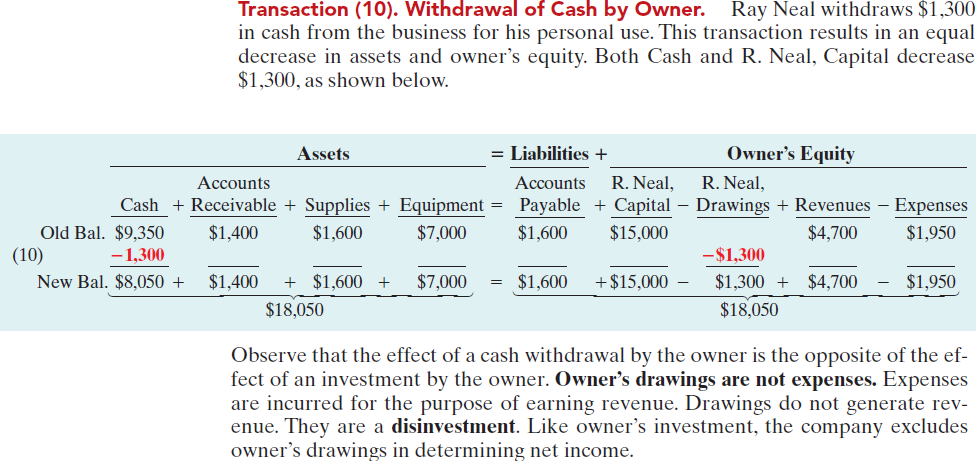 Transaction (10). Withdrawal of Cash by Owner. Ray Neal withdraws $1,300
in cash from the business for his personal use. This transaction results in an equal
decrease in assets and owner's equity. Both Cash and R. Neal, Capital decrease
$1,300, as shown below.
Assets = Liabilities + Owner's Equity
Accounts Accounts R. Neal, R. Neal,
Cash + Receivable + Supplies + Equipment = Payable + Capital − Drawings + Revenues − Expenses
Old Bal. $9,350 $1,400 $1,600 $7,000 $1,600 $15,000 $4,700 $1,950
(10) −1,300 −$1,300
New Bal. $8,050 + $1,400 + $1,600 + $7,000 = $1,600 +$15,000 − $1,300 + $4,700 − $1,950
$18,050 $18,050
Observe that the effect of a cash withdrawal by the owner is the opposite of the ef-
fect of an investment by the owner. Owner's drawings are not expenses. Expenses
are incurred for the purpose of earning revenue. Drawings do not generate rev-
enue. They are a disinvestment. Like owner's investment, the company excludes
owner's drawings in determining net income.